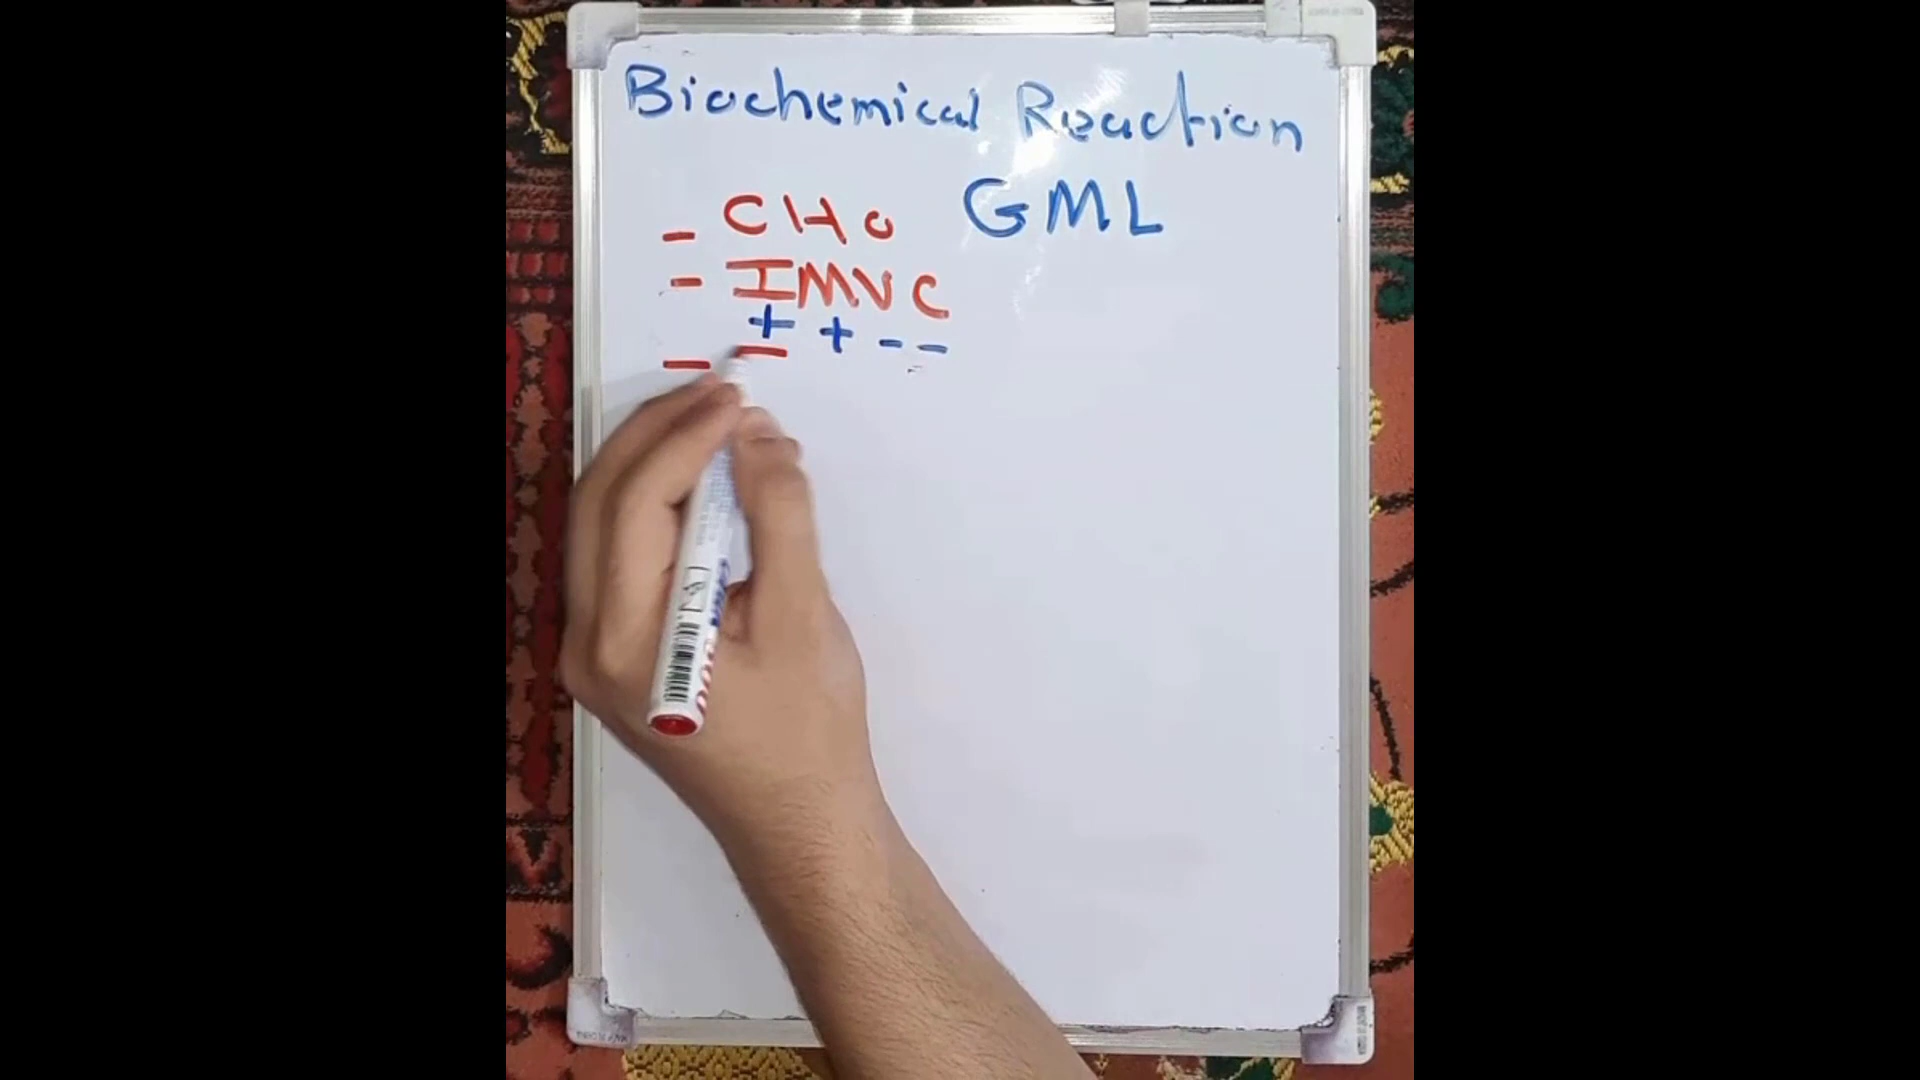 Biochemical Reaction
- CHO GML
- IMVC
+ + - -
-